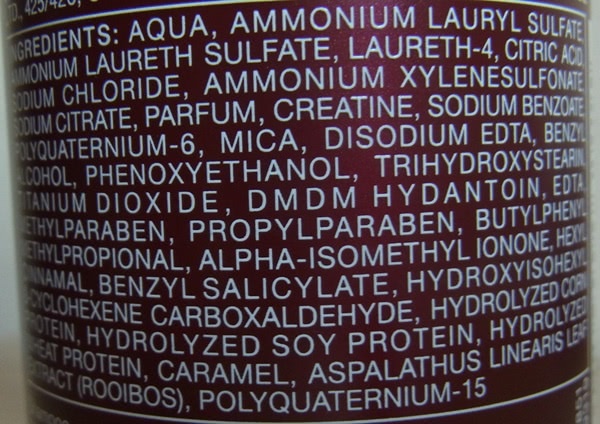 TD., 425/426,
INGREDIENTS: AQUA, AMMONIUM LAURYL SULFATE,
AMMONIUM LAURETH SULFATE, LAURETH-4, CITRIC ACID,
SODIUM CHLORIDE, AMMONIUM XYLENESULFONATE,
SODIUM CITRATE, PARFUM, CREATINE, SODIUM BENZOATE,
POLYQUATERNIUM-6, MICA, DISODIUM EDTA, BENZYL
ALCOHOL, PHENOXYETHANOL, TRIHYDROXYSTEARIN,
TITANIUM DIOXIDE, DMDM HYDANTOIN, EDTA,
METHYLPARABEN, PROPYLPARABEN, BUTYLPHENYL
METHYLPROPIONAL, ALPHA-ISOMETHYL IONONE, HEXYL
CINNAMAL, BENZYL SALICYLATE, HYDROXYISOHEXYL
3-CYCLOHEXENE CARBOXALDEHYDE, HYDROLYZED CORN
PROTEIN, HYDROLYZED SOY PROTEIN, HYDROLYZED
WHEAT PROTEIN, CARAMEL, ASPALATHUS LINEARIS LEAF
EXTRACT (ROOIBOS), POLYQUATERNIUM-15